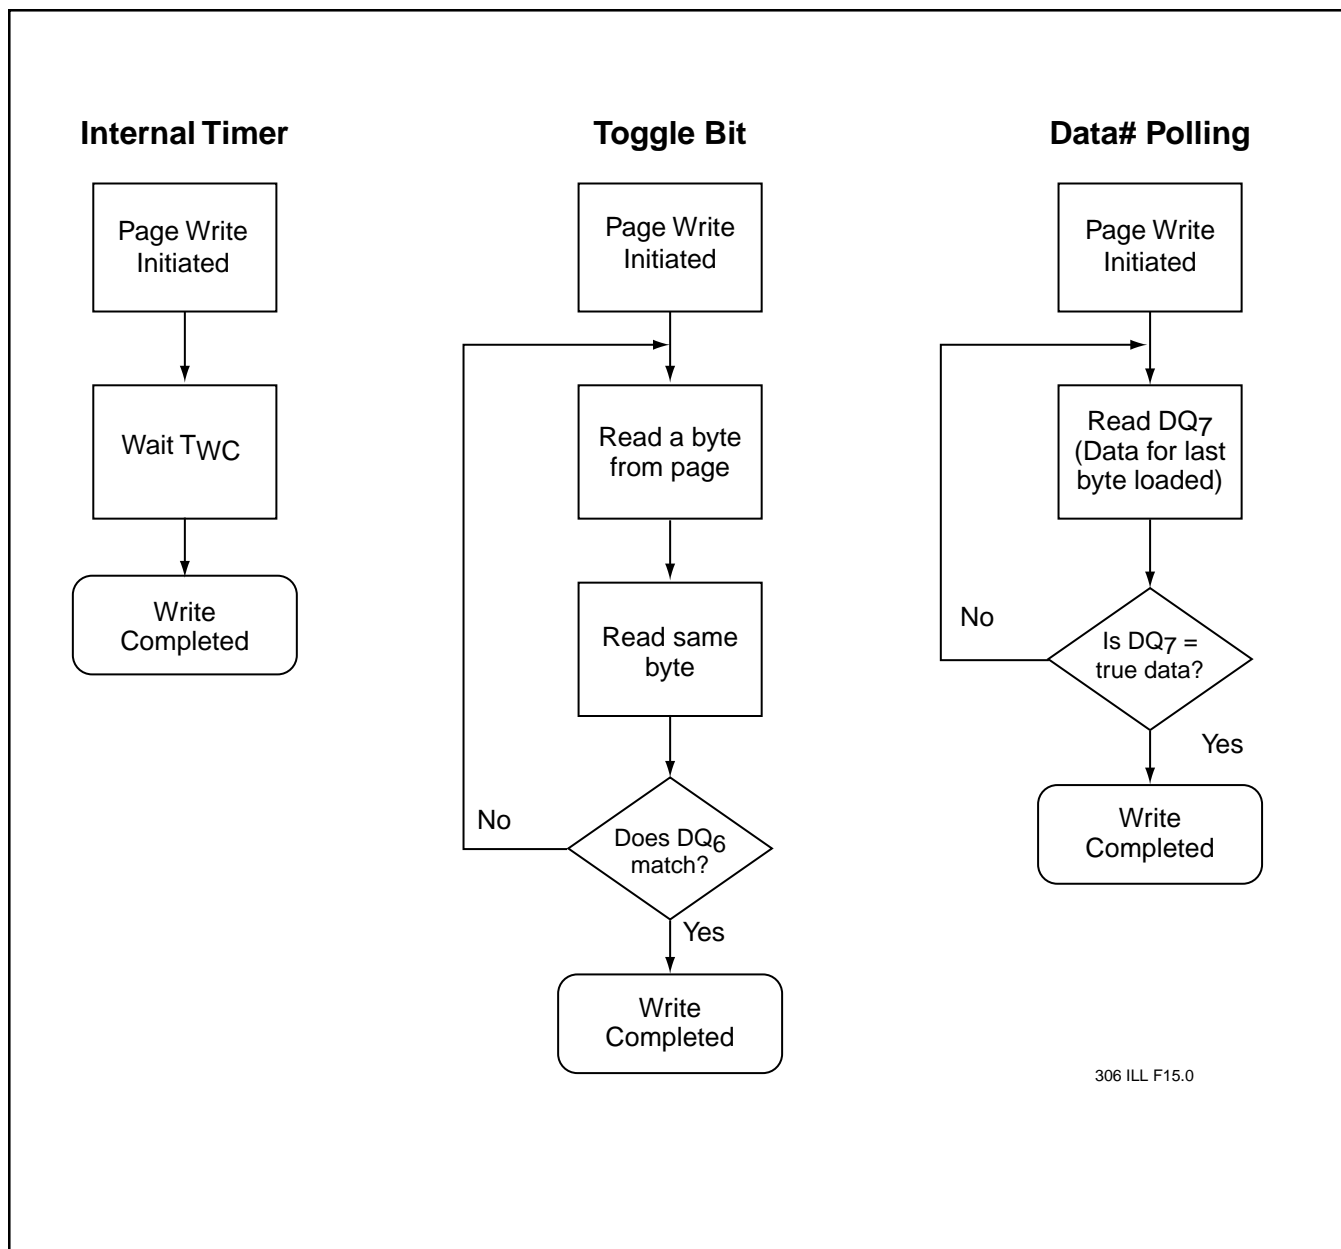 Internal Timer
Page Write
Initiated
Wait TWC
Write
Completed
Toggle Bit
Page Write
Initiated
Read a byte
from page
Read same
byte
No
Does DQ6
match?
Yes
Write
Completed
Data# Polling
Page Write
Initiated
Read DQ7
(Data for last
byte loaded)
No
Is DQ7 =
true data?
Yes
Write
Completed
306 ILL F15.0